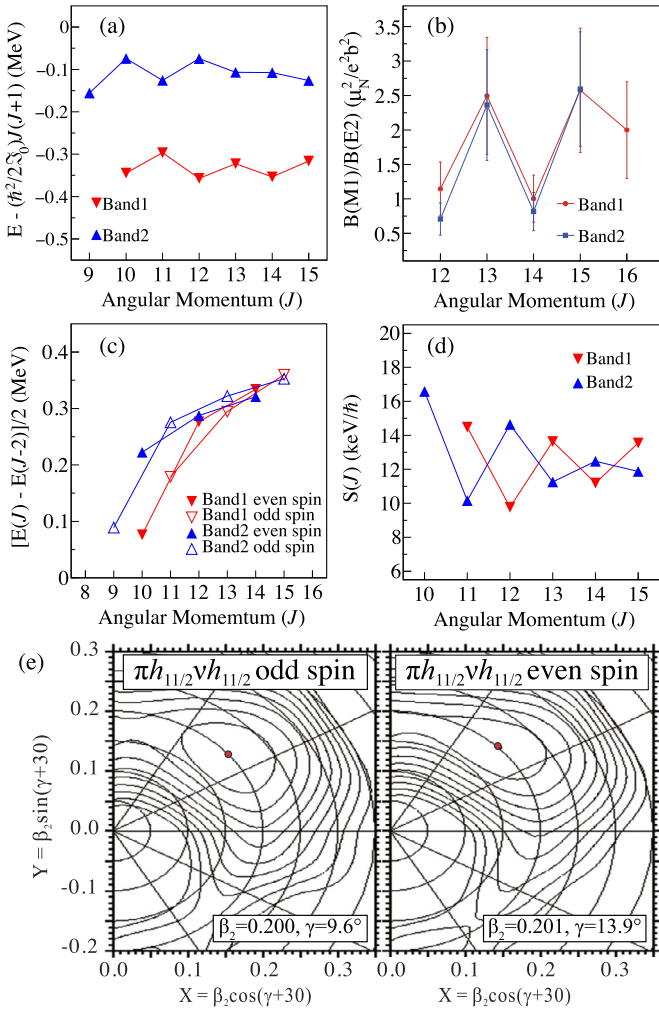 (a)
E - (ℏ²/2ℑ₀)J(J+1) (MeV)
0
−0.1
−0.2
−0.3
−0.4
−0.5
Band1
Band2
9 10 11 12 13 14 15
Angular Momentum (J)
(b)
B(M1)/B(E2) (μ²_N/e²b²)
3.5
3
2.5
2
1.5
1
0.5
Band1
Band2
12 13 14 15 16
Angular Momentum (J)
(c)
[E(J) - E(J-2)]/2 (MeV)
0.4
0.3
0.2
0.1
0
Band1 even spin
Band1 odd spin
Band2 even spin
Band2 odd spin
8 9 10 11 12 13 14 15 16
Angular Momentum (J)
(d)
S(J) (keV/ℏ)
20
18
16
14
12
10
8
6
Band1
Band2
10 11 12 13 14 15
Angular Momentum (J)
(e)
πh₁₁/₂νh₁₁/₂ odd spin
πh₁₁/₂νh₁₁/₂ even spin
Y = β₂sin(γ+30)
0.3
0.2
0.1
0.0
-0.1
-0.2
β₂=0.200, γ=9.6°
β₂=0.201, γ=13.9°
0.0 0.1 0.2 0.3
0.0 0.1 0.2 0.3
X = β₂cos(γ+30)
X = β₂cos(γ+30)